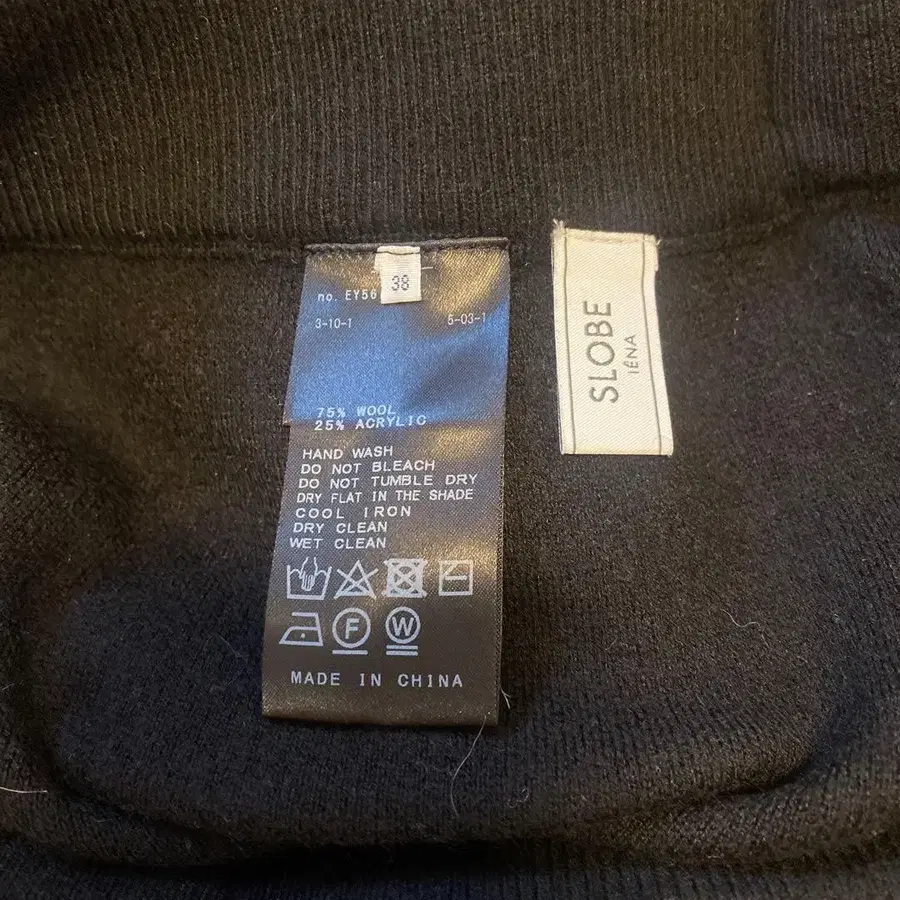 38
no. EY56
3-10-1 5-03-1
75% WOOL
25% ACRYLIC
HAND WASH
DO NOT BLEACH
DO NOT TUMBLE DRY
DRY FLAT IN THE SHADE
COOL IRON
DRY CLEAN
WET CLEAN
F W
MADE IN CHINA
SLOBE
IÉNA